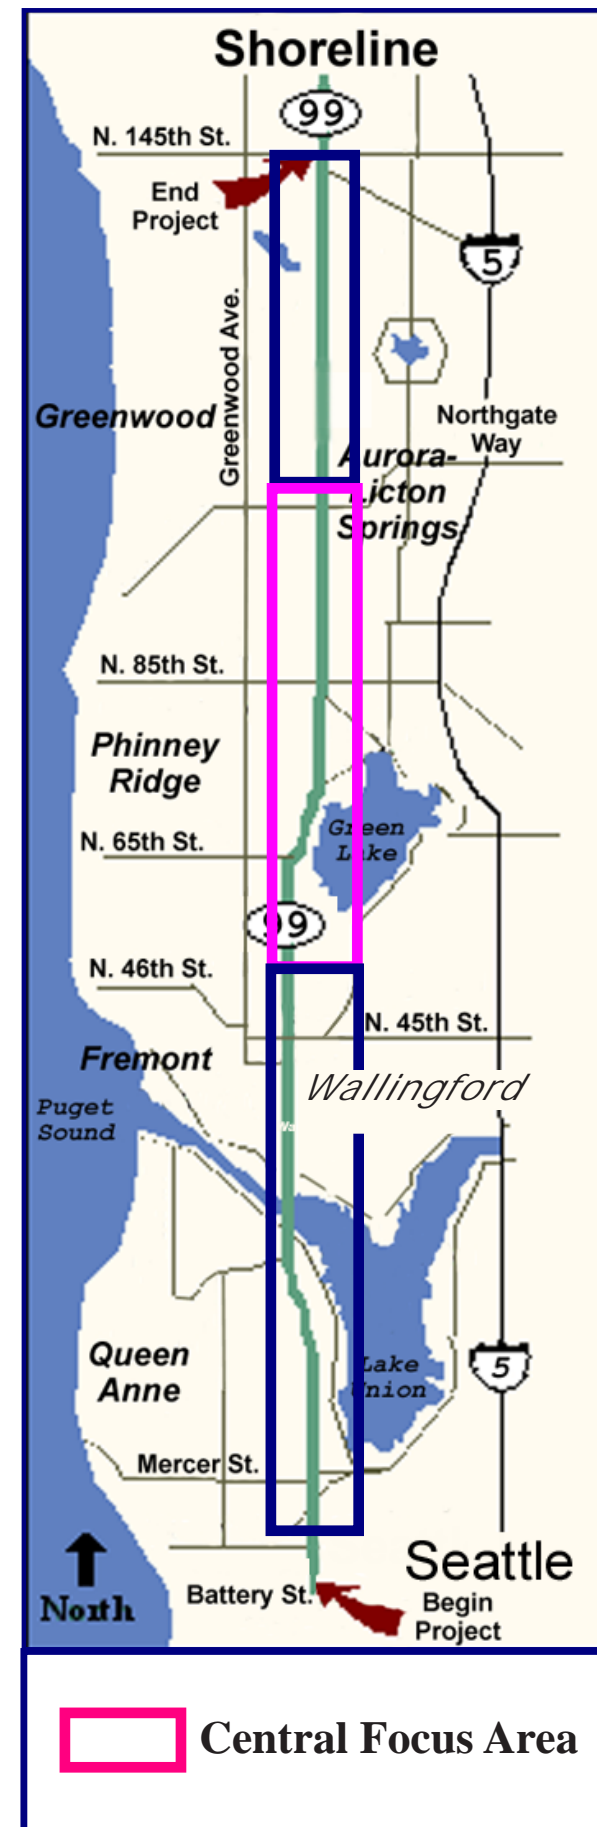 Shoreline
99
N. 145th St.
End
Project
5
Greenwood Ave.
Greenwood
Northgate
Way
Aurora-
Licton
Springs
N. 85th St.
Phinney
Ridge
Green
Lake
N. 65th St.
99
N. 46th St.
N. 45th St.
Fremont
Wallingford
Puget
Sound
Wa
Queen
Anne
Lake
Union
5
Mercer St.
Seattle
North
Battery St.
Begin
Project
Central Focus Area